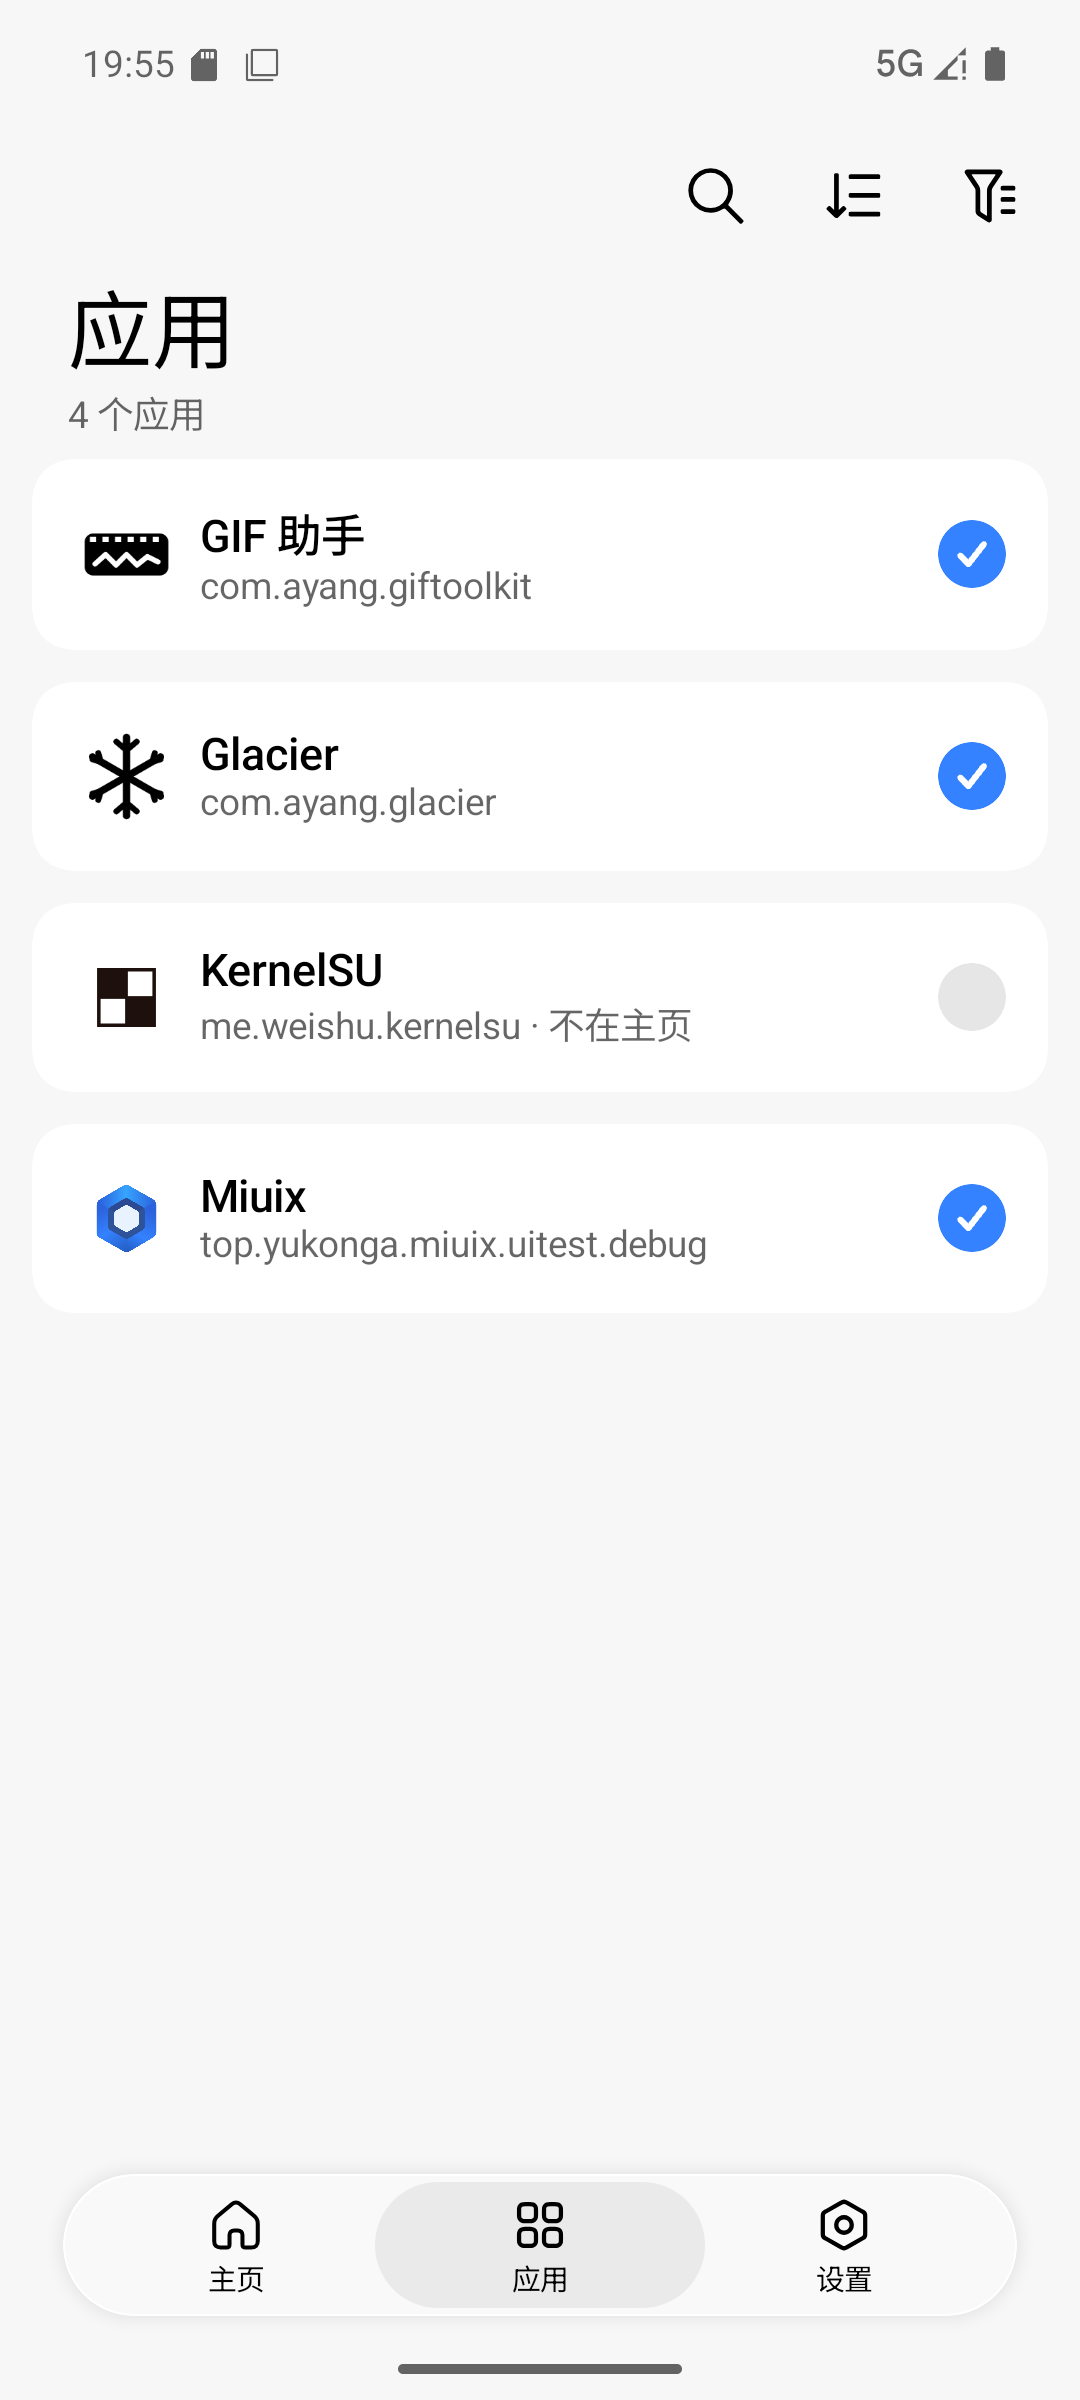 19:55
5G
应用
4 个应用
GIF 助手
com.ayang.giftoolkit
Glacier
com.ayang.glacier
KernelSU
me.weishu.kernelsu · 不在主页
Miuix
top.yukonga.miuix.uitest.debug
主页
应用
设置